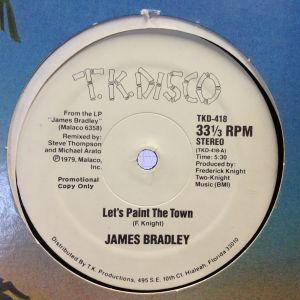 T.K. DISCO
From the LP
"James Bradley"
(Malaco 6358)
Remixed by:
Steve Thompson
and Michael Arato
℗1979, Malaco, Inc.
Promotional
Copy Only
TKD-418
33 1/3 RPM
STEREO
(TKD-418-A)
Time: 5:30
Produced by:
Frederick Knight
Two-Knight
Music (BMI)
Let's Paint The Town
(F. Knight)
JAMES BRADLEY
Distributed By T.K. Productions, 495 S.E. 10th Ct. Hialeah, Florida 33010